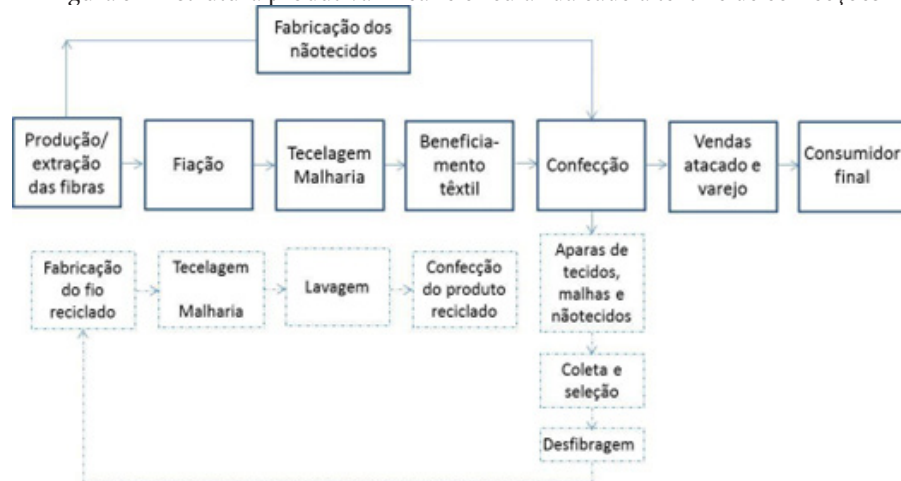 Fabricação dos
nãotecidos
Produção/
extração
das fibras
Fiação
Tecelagem
Malharia
Beneficia-
mento
têxtil
Confecção
Vendas
atacado e
varejo
Consumidor
final
Fabricação
do fio
reciclado
Tecelagem
Malharia
Lavagem
Confecção
do produto
reciclado
Aparas de
tecidos,
malhas e
nãotecidos
Coleta e
seleção
Desfibragem